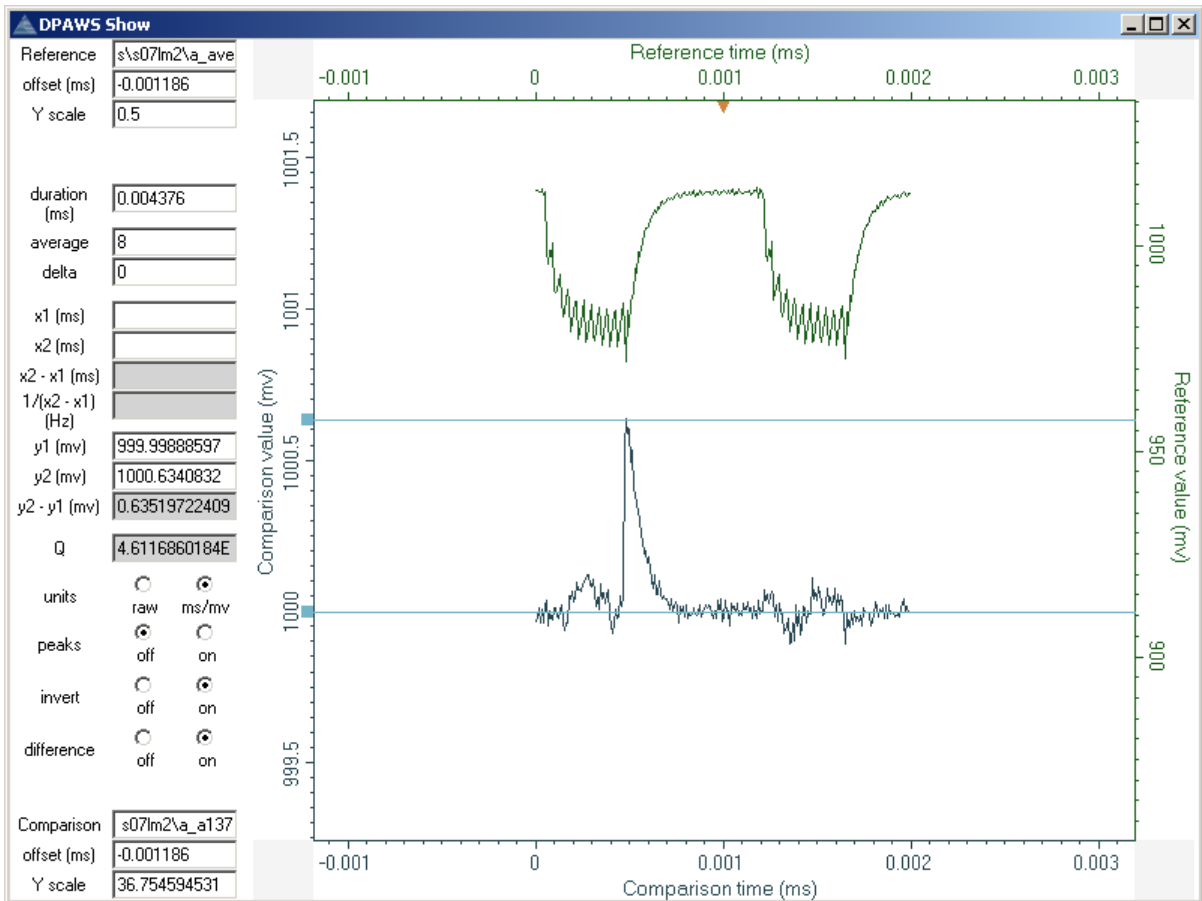 DPAWS Show
Reference s\s07lm2\a_ave
offset (ms) -0.001186
Y scale 0.5
duration
(ms) 0.004376
average 8
delta 0
x1 (ms)
x2 (ms)
x2 - x1 (ms)
1/(x2 - x1)
(Hz)
y1 (mv) 999.99888597
y2 (mv) 1000.6340832
y2 - y1 (mv) 0.63519722409
Q 4.6116860184E
units
raw ms/mv
peaks
off on
invert
off on
difference
off on
Comparison s07lm2\a_a137
offset (ms) -0.001186
Y scale 36.754594531
Reference time (ms)
-0.001 0 0.001 0.002 0.003
Comparison value (mv)
1001.5
1001
1000.5
1000
999.5
Reference value (mv)
1000
950
900
-0.001 0 0.001 0.002 0.003
Comparison time (ms)